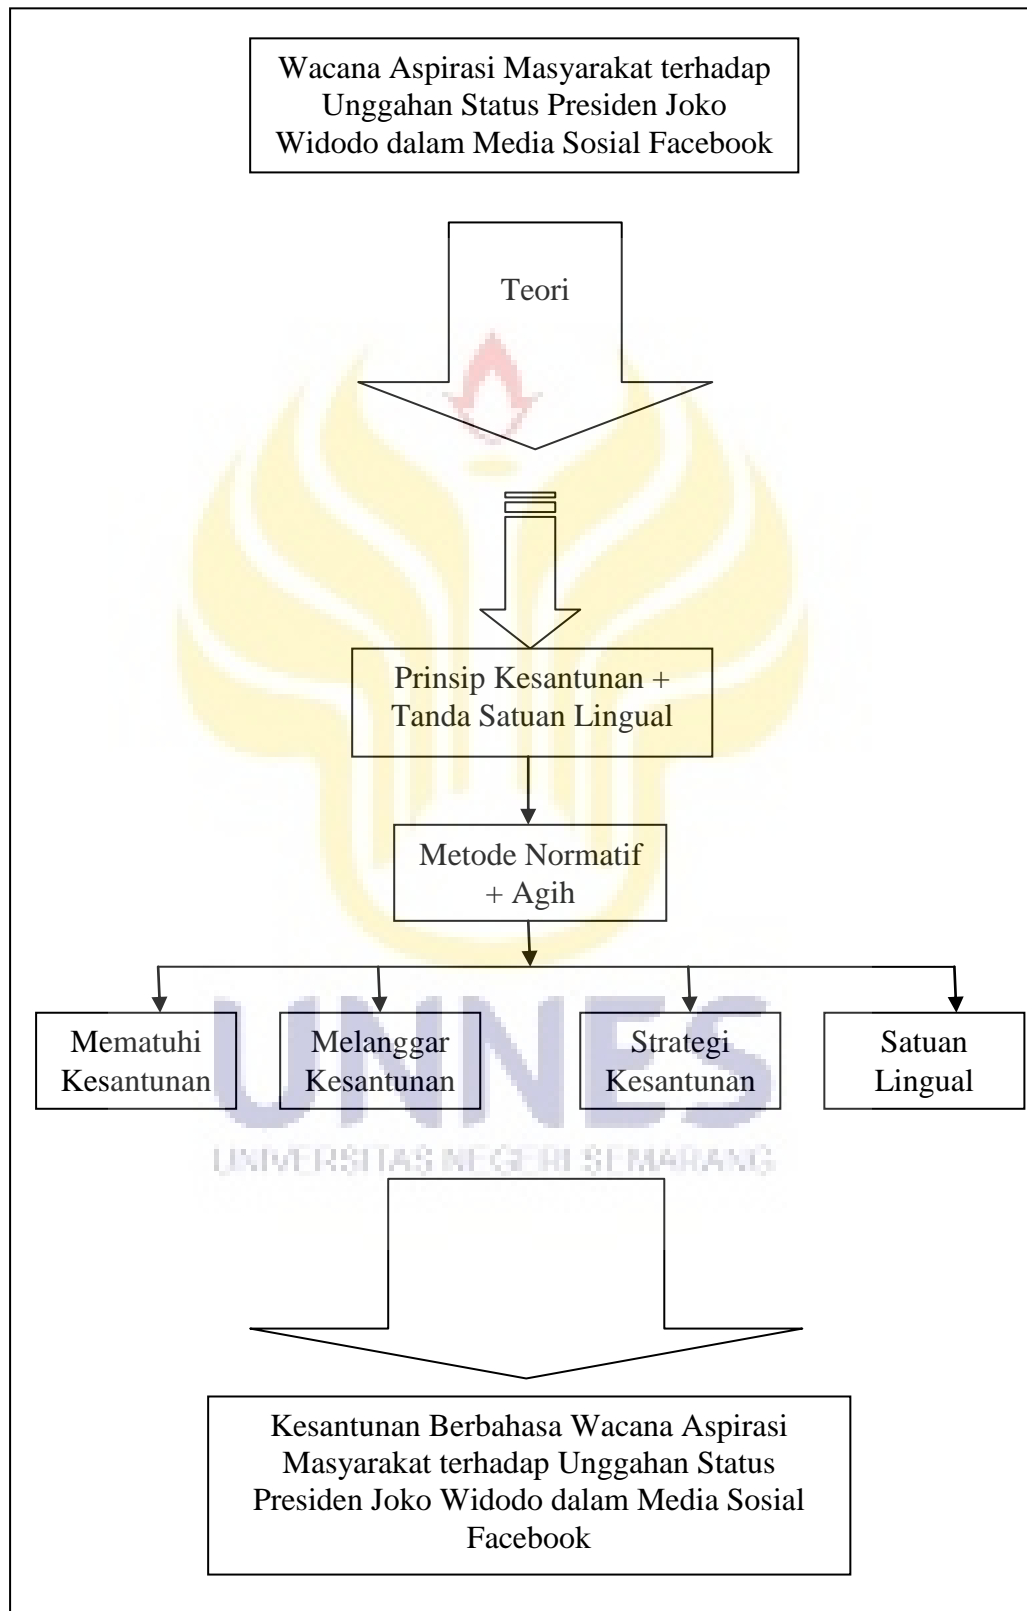 Wacana Aspirasi Masyarakat terhadap
Unggahan Status Presiden Joko
Widodo dalam Media Sosial Facebook
Teori
Prinsip Kesantunan +
Tanda Satuan Lingual
Metode Normatif
+ Agih
Mematuhi
Kesantunan
Melanggar
Kesantunan
Strategi
Kesantunan
Satuan
Lingual
UNNES
UNIVERSITAS NEGERI SEMARANG
Kesantunan Berbahasa Wacana Aspirasi
Masyarakat terhadap Unggahan Status
Presiden Joko Widodo dalam Media Sosial
Facebook